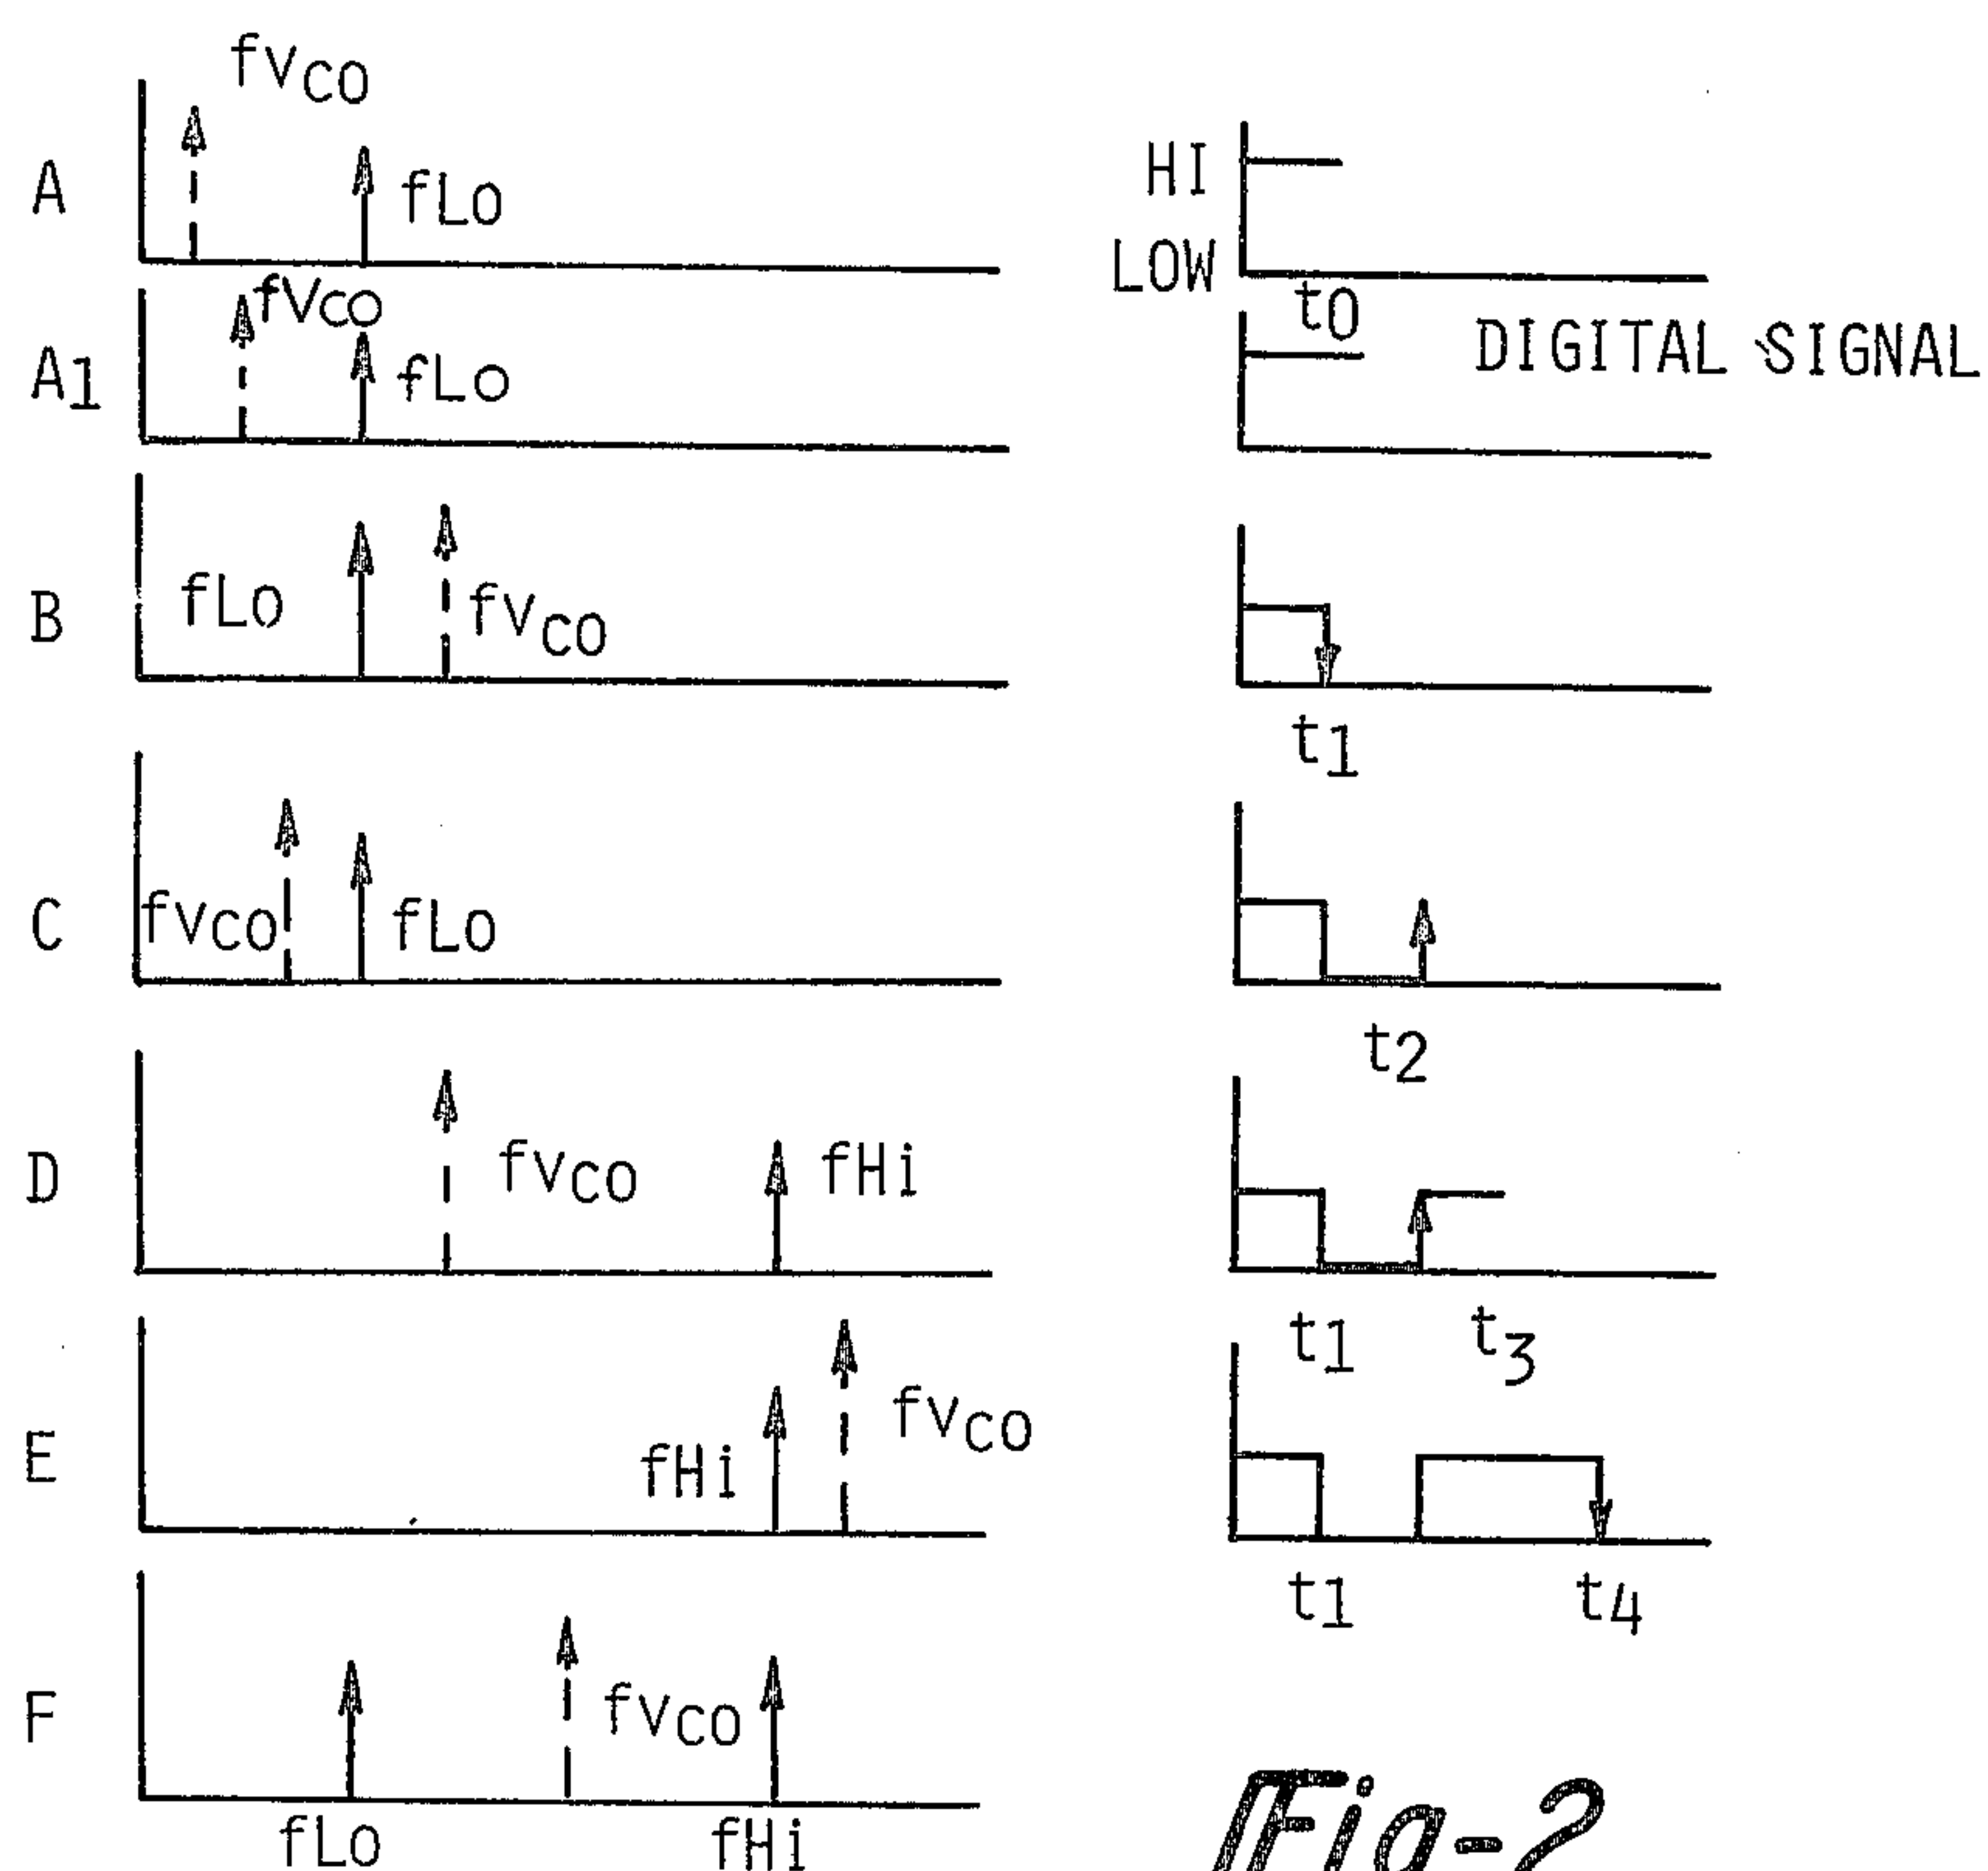 A fVCO fLO
HI
LOW
t0
A1 fVCO fLO
DIGITAL SIGNAL
B fLO fVCO
t1
C fVCO fLO
t2
D fVCO fHi
t1 t3
E fHi fVCO
t1 t4
F fVCO
fLO fHi
Fig-2